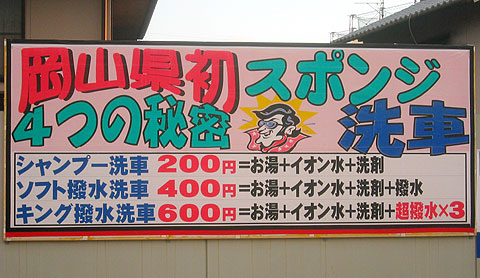 岡山県初スポンジ
4つの秘密 洗車
シャンプー洗車 200円=お湯+イオン水+洗剤
ソフト撥水洗車 400円=お湯+イオン水+洗剤+撥水
キング撥水洗車 600円=お湯+イオン水+洗剤+超撥水×3